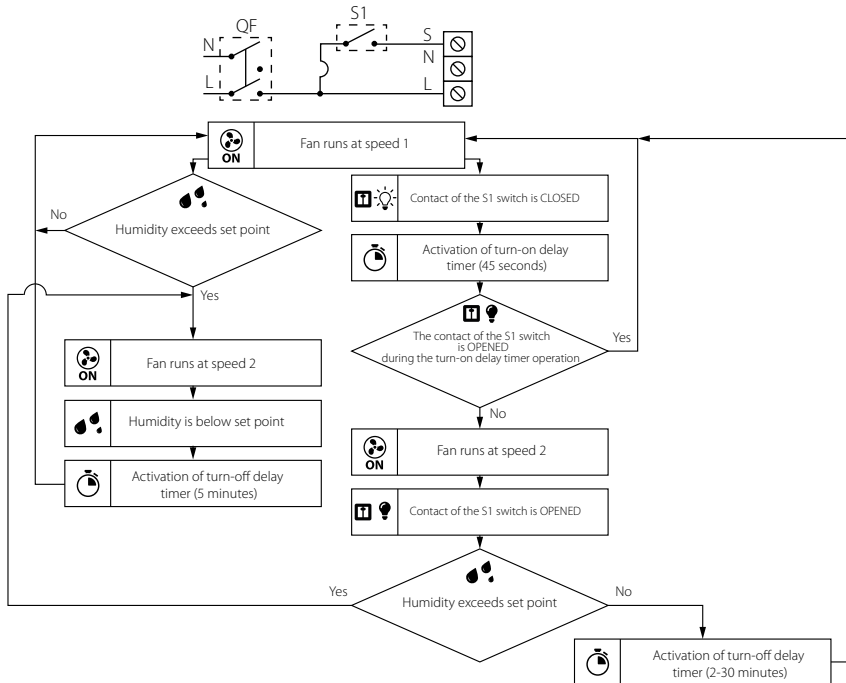 QF
S1
N
L
S
N
L
ON
Fan runs at speed 1
Humidity exceeds set point
No
Yes
ON
Fan runs at speed 2
Humidity is below set point
Activation of turn-off delay
timer (5 minutes)
Contact of the S1 switch is CLOSED
Activation of turn-on delay
timer (45 seconds)
The contact of the S1 switch
is OPENED
during the turn-on delay timer operation
Yes
No
ON
Fan runs at speed 2
Contact of the S1 switch is OPENED
Humidity exceeds set point
Yes
No
Activation of turn-off delay
timer (2-30 minutes)